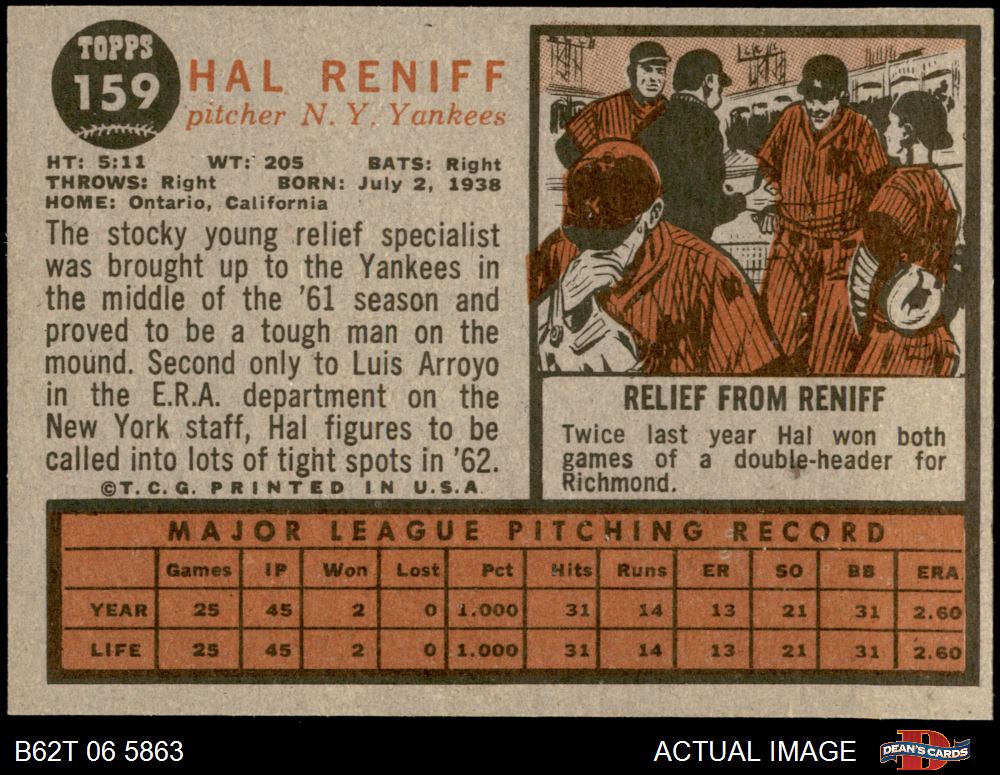 TOPPS
159
HAL RENIFF
pitcher N. Y. Yankees
HT: 5:11 WT: 205 BATS: Right
THROWS: Right BORN: July 2, 1938
HOME: Ontario, California
The stocky young relief specialist
was brought up to the Yankees in
the middle of the '61 season and
proved to be a tough man on the
mound. Second only to Luis Arroyo
in the E.R.A. department on the
New York staff, Hal figures to be
called into lots of tight spots in '62.
©T.C.G. PRINTED IN U.S.A.
RELIEF FROM RENIFF
Twice last year Hal won both
games of a double-header for
Richmond.
MAJOR LEAGUE PITCHING RECORD
Games IP Won Lost Pct Hits Runs ER SO BB ERA
YEAR 25 45 2 0 1.000 31 14 13 21 31 2.60
LIFE 25 45 2 0 1.000 31 14 13 21 31 2.60
B62T 06 5863
ACTUAL IMAGE
DEAN'S CARDS